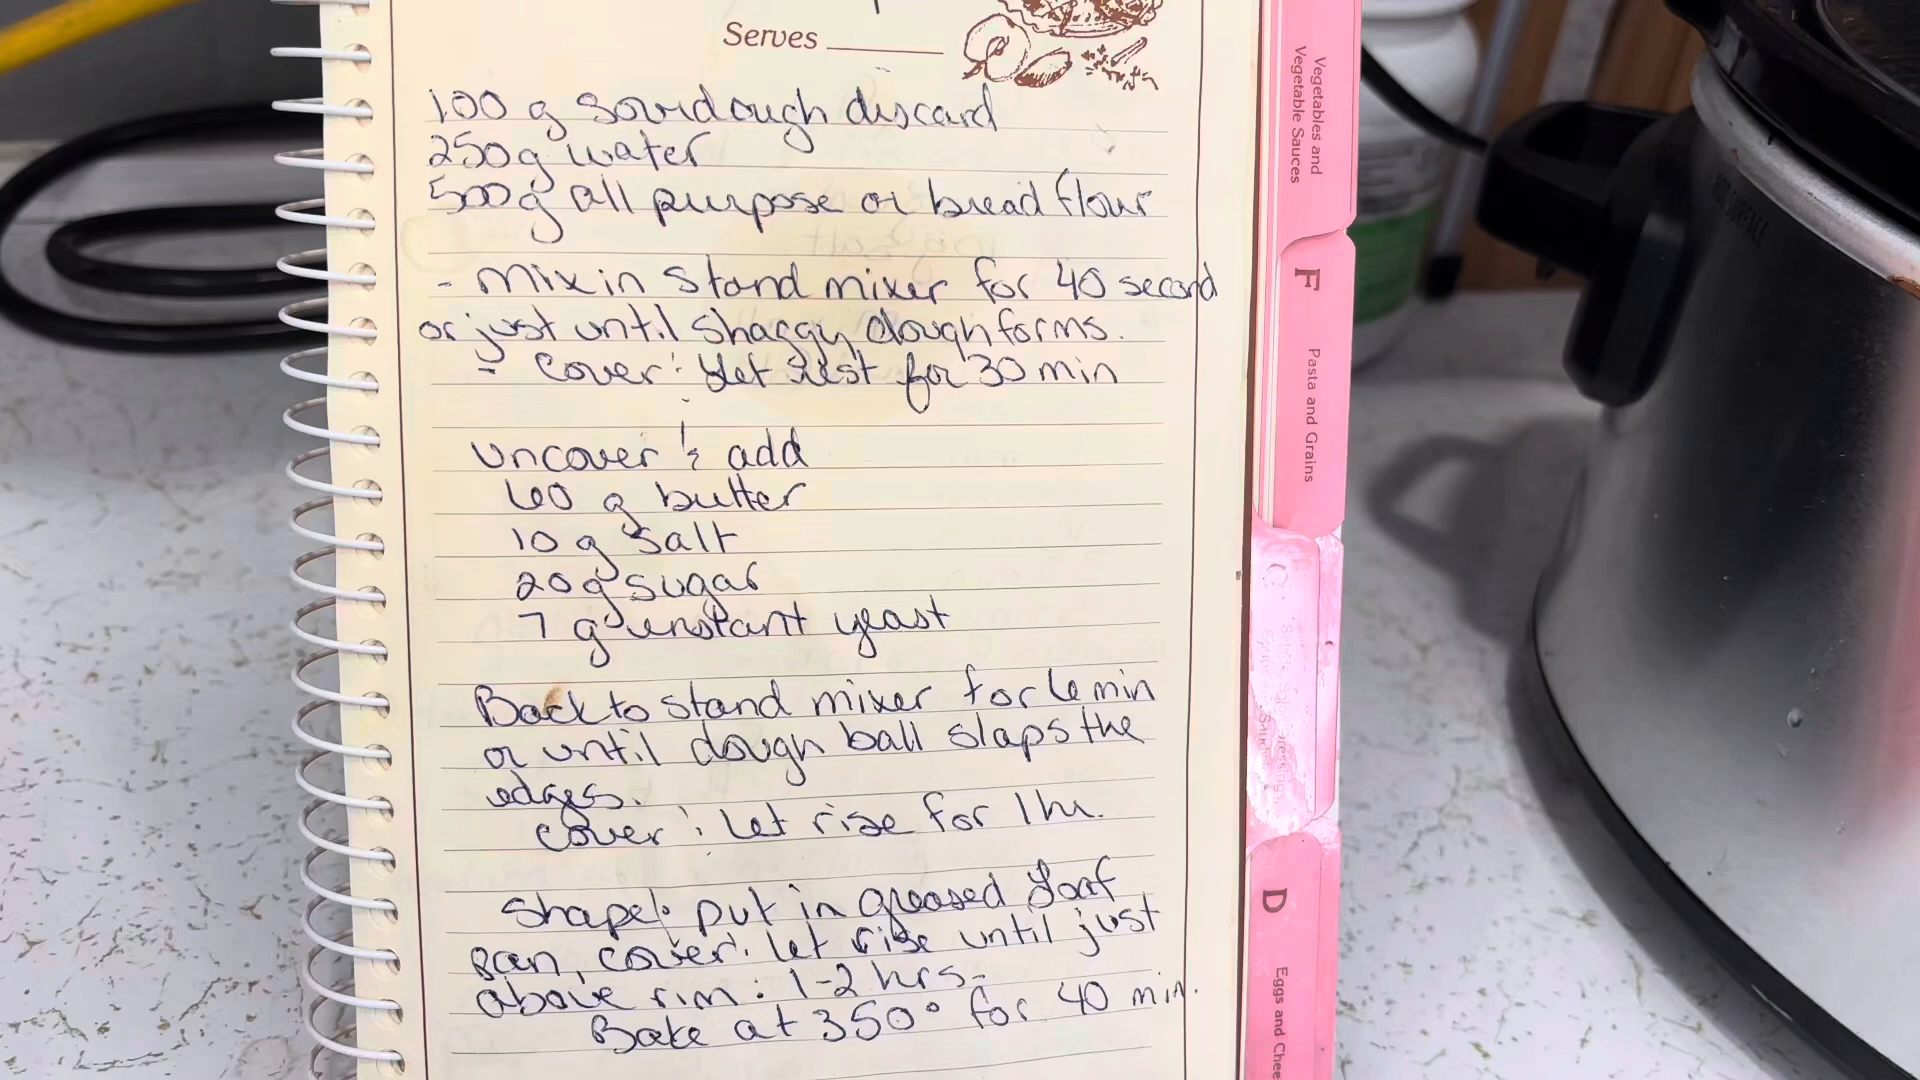 Serves
100 g sourdough discard
250g water
500g all purpose or bread flour
- mix in stand mixer for 40 second
or just until shaggy dough forms.
- Cover & let rest for 30 min
uncover & add
60 g butter
10 g salt
20g sugar
7 g instant yeast
Back to stand mixer for 6 min
or until dough ball slaps the
edges.
cover & let rise for 1 hr.
Shape & put in greased loaf
pan, cover & let rise until just
above rim: 1-2 hrs.
Bake at 350° for 40 min.
Vegetables and
Vegetable Sauces
F
Pasta and Grains
C
D
Eggs and Chee
HOT SURFACE